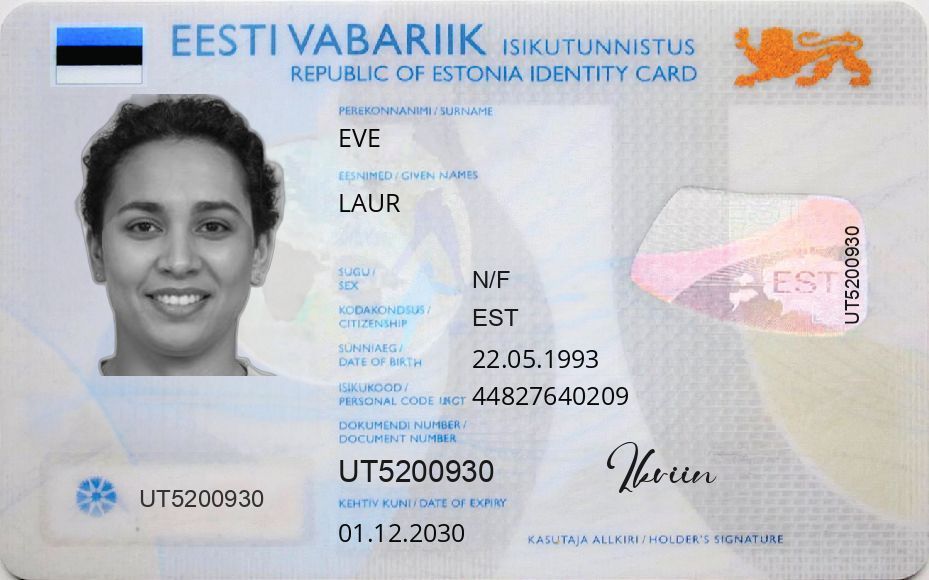 EESTI VABARIIK ISIKUTUNNISTUS
REPUBLIC OF ESTONIA IDENTITY CARD
PEREKONNANIMI / SURNAME
EVE
EESNIMED / GIVEN NAMES
LAUR
SUGU /
SEX
N/F
KODAKONDSUS /
CITIZENSHIP
EST
SÜNNIAEG /
DATE OF BIRTH
22.05.1993
ISIKUKOOD /
PERSONAL CODE
44827640209
DOKUMENDI NUMBER /
DOCUMENT NUMBER
UT5200930
KEHTIV KUNI / DATE OF EXPIRY
01.12.2030
UT5200930
EST
UT5200930
KASUTAJA ALLKIRI / HOLDER'S SIGNATURE